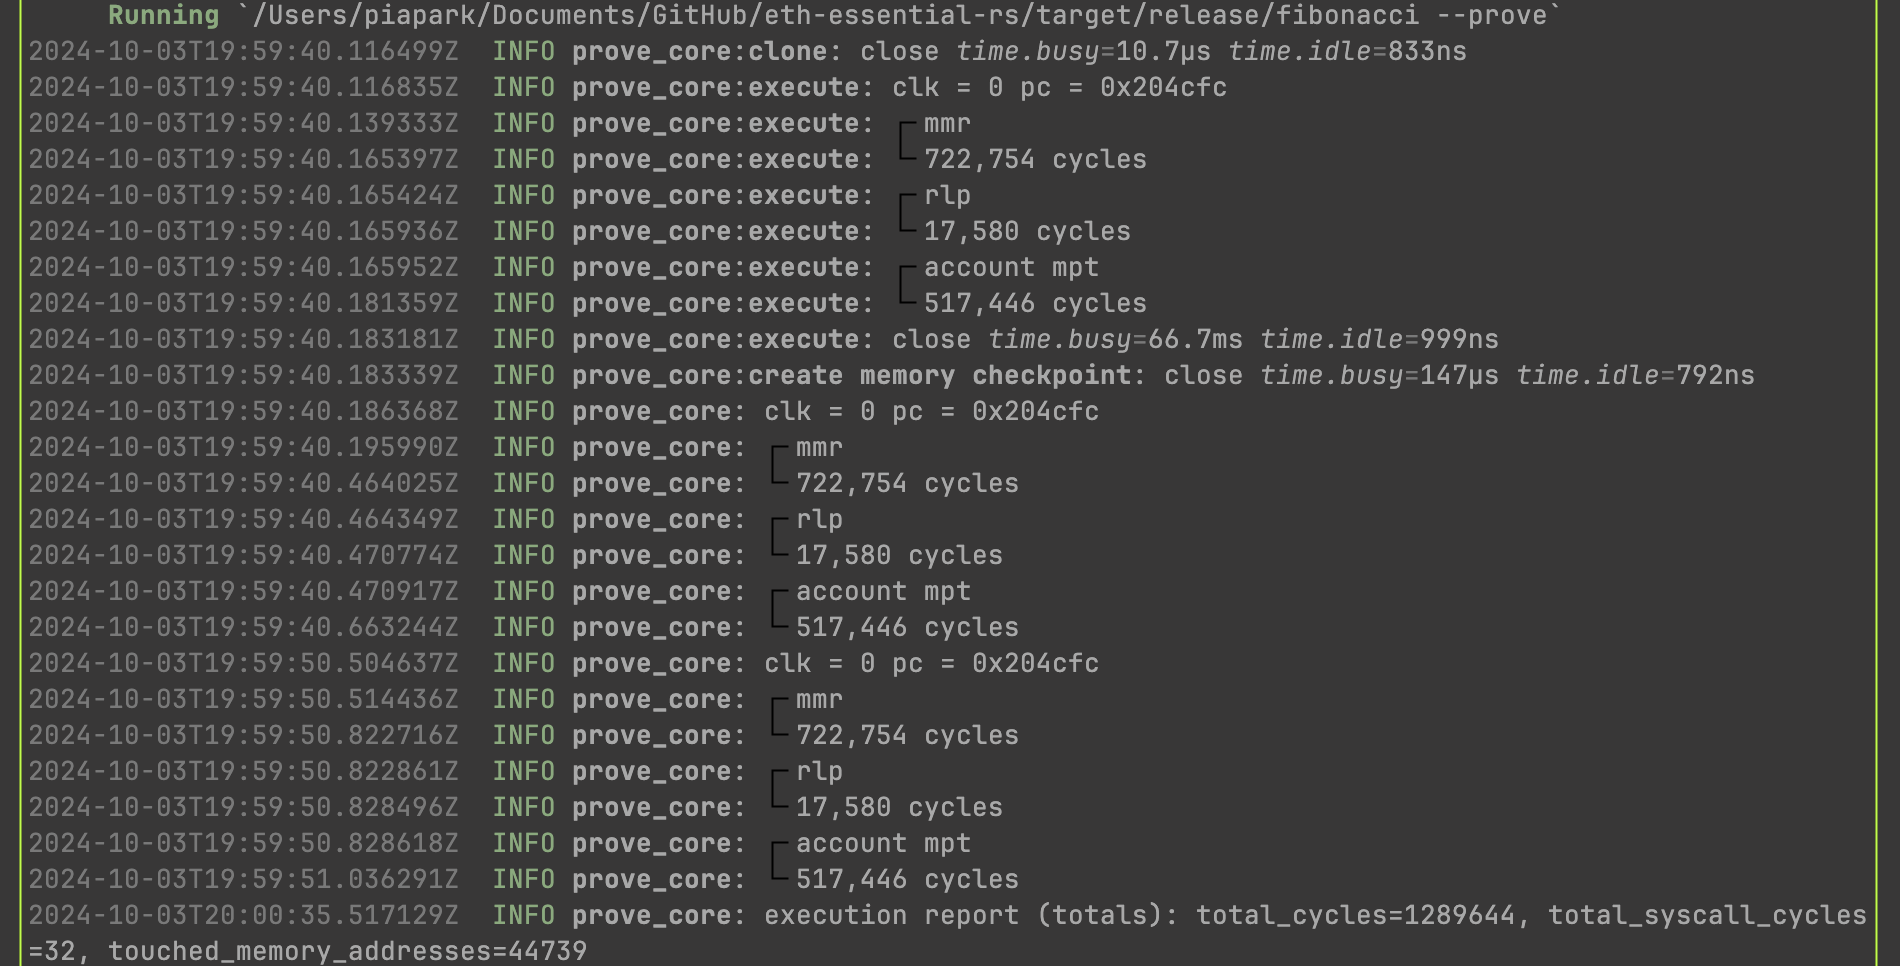 Running `/Users/piapark/Documents/GitHub/eth-essential-rs/target/release/fibonacci --prove`
2024-10-03T19:59:40.116499Z  INFO prove_core:clone: close time.busy=10.7µs time.idle=833ns
2024-10-03T19:59:40.116835Z  INFO prove_core:execute: clk = 0 pc = 0x204cfc
2024-10-03T19:59:40.139333Z  INFO prove_core:execute: ┌╴mmr
2024-10-03T19:59:40.165397Z  INFO prove_core:execute: └╴722,754 cycles
2024-10-03T19:59:40.165424Z  INFO prove_core:execute: ┌╴rlp
2024-10-03T19:59:40.165936Z  INFO prove_core:execute: └╴17,580 cycles
2024-10-03T19:59:40.165952Z  INFO prove_core:execute: ┌╴account mpt
2024-10-03T19:59:40.181359Z  INFO prove_core:execute: └╴517,446 cycles
2024-10-03T19:59:40.183181Z  INFO prove_core:execute: close time.busy=66.7ms time.idle=999ns
2024-10-03T19:59:40.183339Z  INFO prove_core:create memory checkpoint: close time.busy=147µs time.idle=792ns
2024-10-03T19:59:40.186368Z  INFO prove_core: clk = 0 pc = 0x204cfc
2024-10-03T19:59:40.195990Z  INFO prove_core: ┌╴mmr
2024-10-03T19:59:40.464025Z  INFO prove_core: └╴722,754 cycles
2024-10-03T19:59:40.464349Z  INFO prove_core: ┌╴rlp
2024-10-03T19:59:40.470774Z  INFO prove_core: └╴17,580 cycles
2024-10-03T19:59:40.470917Z  INFO prove_core: ┌╴account mpt
2024-10-03T19:59:40.663244Z  INFO prove_core: └╴517,446 cycles
2024-10-03T19:59:50.504637Z  INFO prove_core: clk = 0 pc = 0x204cfc
2024-10-03T19:59:50.514436Z  INFO prove_core: ┌╴mmr
2024-10-03T19:59:50.822716Z  INFO prove_core: └╴722,754 cycles
2024-10-03T19:59:50.822861Z  INFO prove_core: ┌╴rlp
2024-10-03T19:59:50.828496Z  INFO prove_core: └╴17,580 cycles
2024-10-03T19:59:50.828618Z  INFO prove_core: ┌╴account mpt
2024-10-03T19:59:51.036291Z  INFO prove_core: └╴517,446 cycles
2024-10-03T20:00:35.517129Z  INFO prove_core: execution report (totals): total_cycles=1289644, total_syscall_cycles
=32, touched_memory_addresses=44739